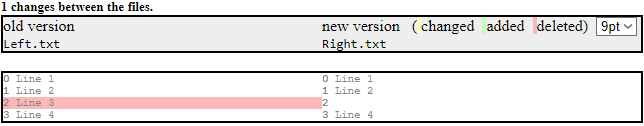 1 changes between the files.
old version new version ( changed added deleted) 9pt
Left.txt Right.txt
0 Line 1 0 Line 1
1 Line 2 1 Line 2
2 Line 3 2
3 Line 4 3 Line 4